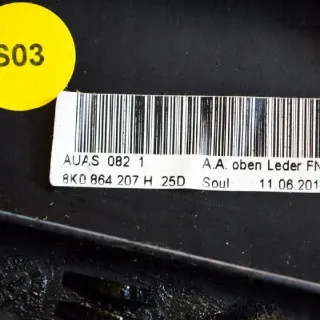 S03
AUAS 082 1 A.A. oben Leder FN
8K0 864 207 H 25D Soul 11.06.201